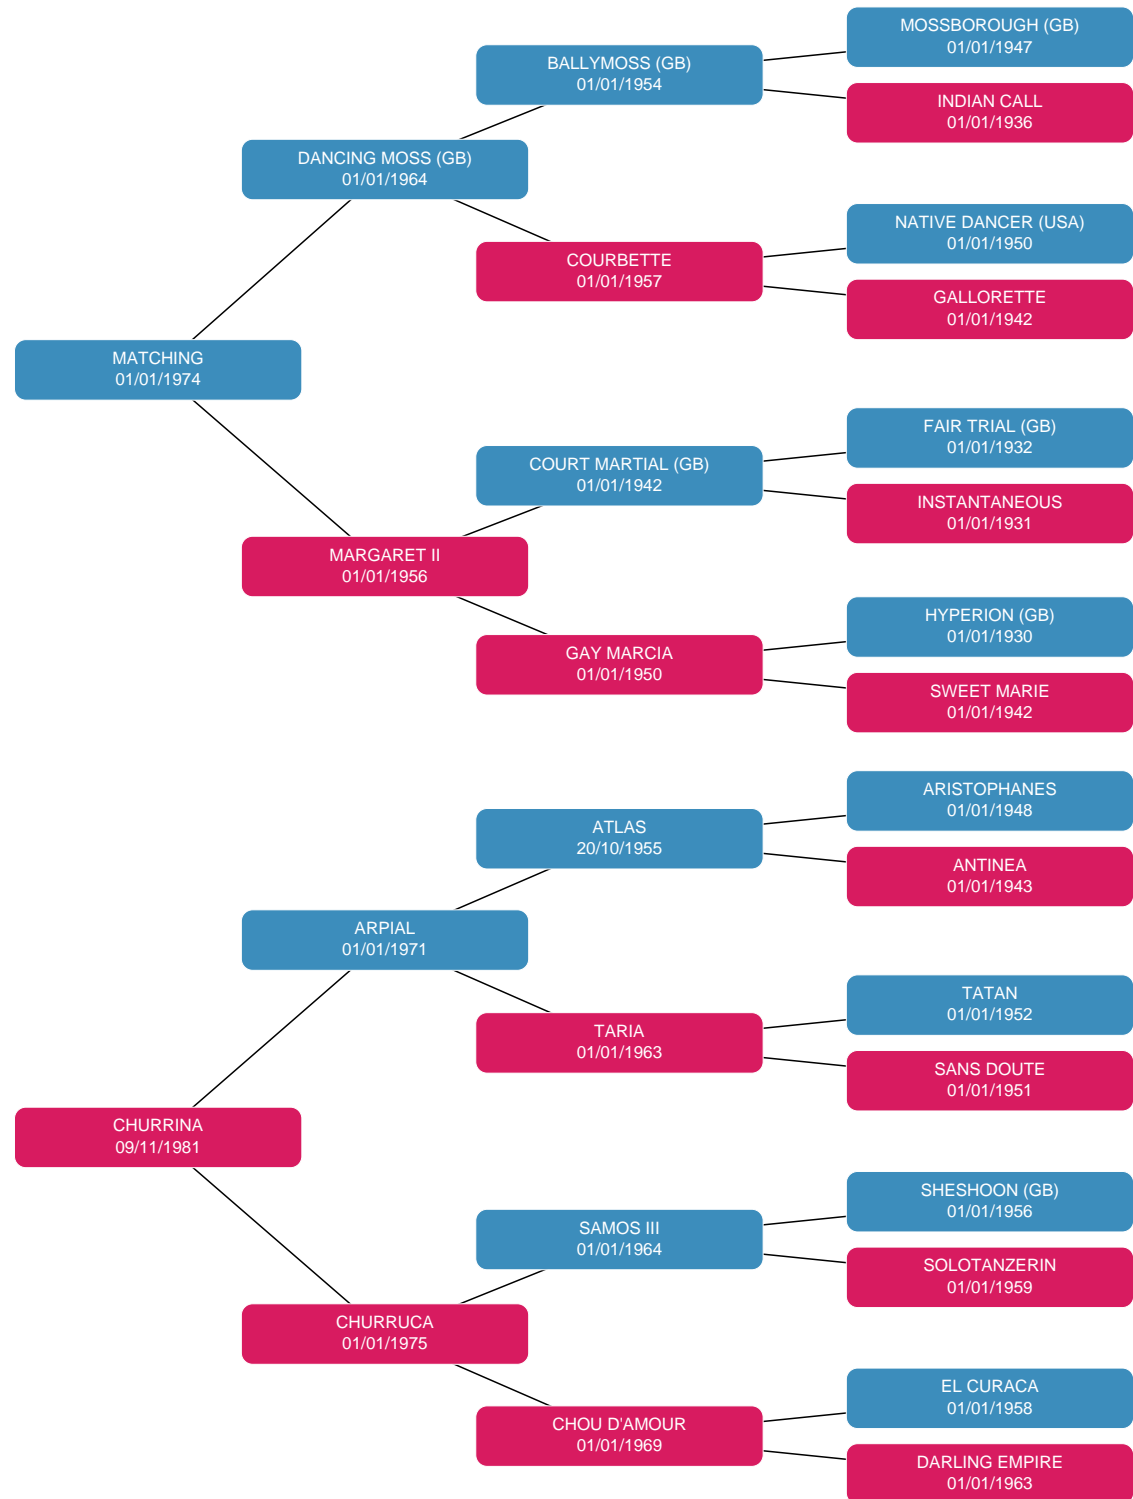 MOSSBOROUGH (GB)
01/01/1947
BALLYMOSS (GB)
01/01/1954
INDIAN CALL
01/01/1936
DANCING MOSS (GB)
01/01/1964
NATIVE DANCER (USA)
01/01/1950
COURBETTE
01/01/1957
GALLORETTE
01/01/1942
MATCHING
01/01/1974
FAIR TRIAL (GB)
01/01/1932
COURT MARTIAL (GB)
01/01/1942
INSTANTANEOUS
01/01/1931
MARGARET II
01/01/1956
HYPERION (GB)
01/01/1930
GAY MARCIA
01/01/1950
SWEET MARIE
01/01/1942
ARISTOPHANES
01/01/1948
ATLAS
20/10/1955
ANTINEA
01/01/1943
ARPIAL
01/01/1971
TATAN
01/01/1952
TARIA
01/01/1963
SANS DOUTE
01/01/1951
CHURRINA
09/11/1981
SHESHOON (GB)
01/01/1956
SAMOS III
01/01/1964
SOLOTANZERIN
01/01/1959
CHURRUCA
01/01/1975
EL CURACA
01/01/1958
CHOU D'AMOUR
01/01/1969
DARLING EMPIRE
01/01/1963